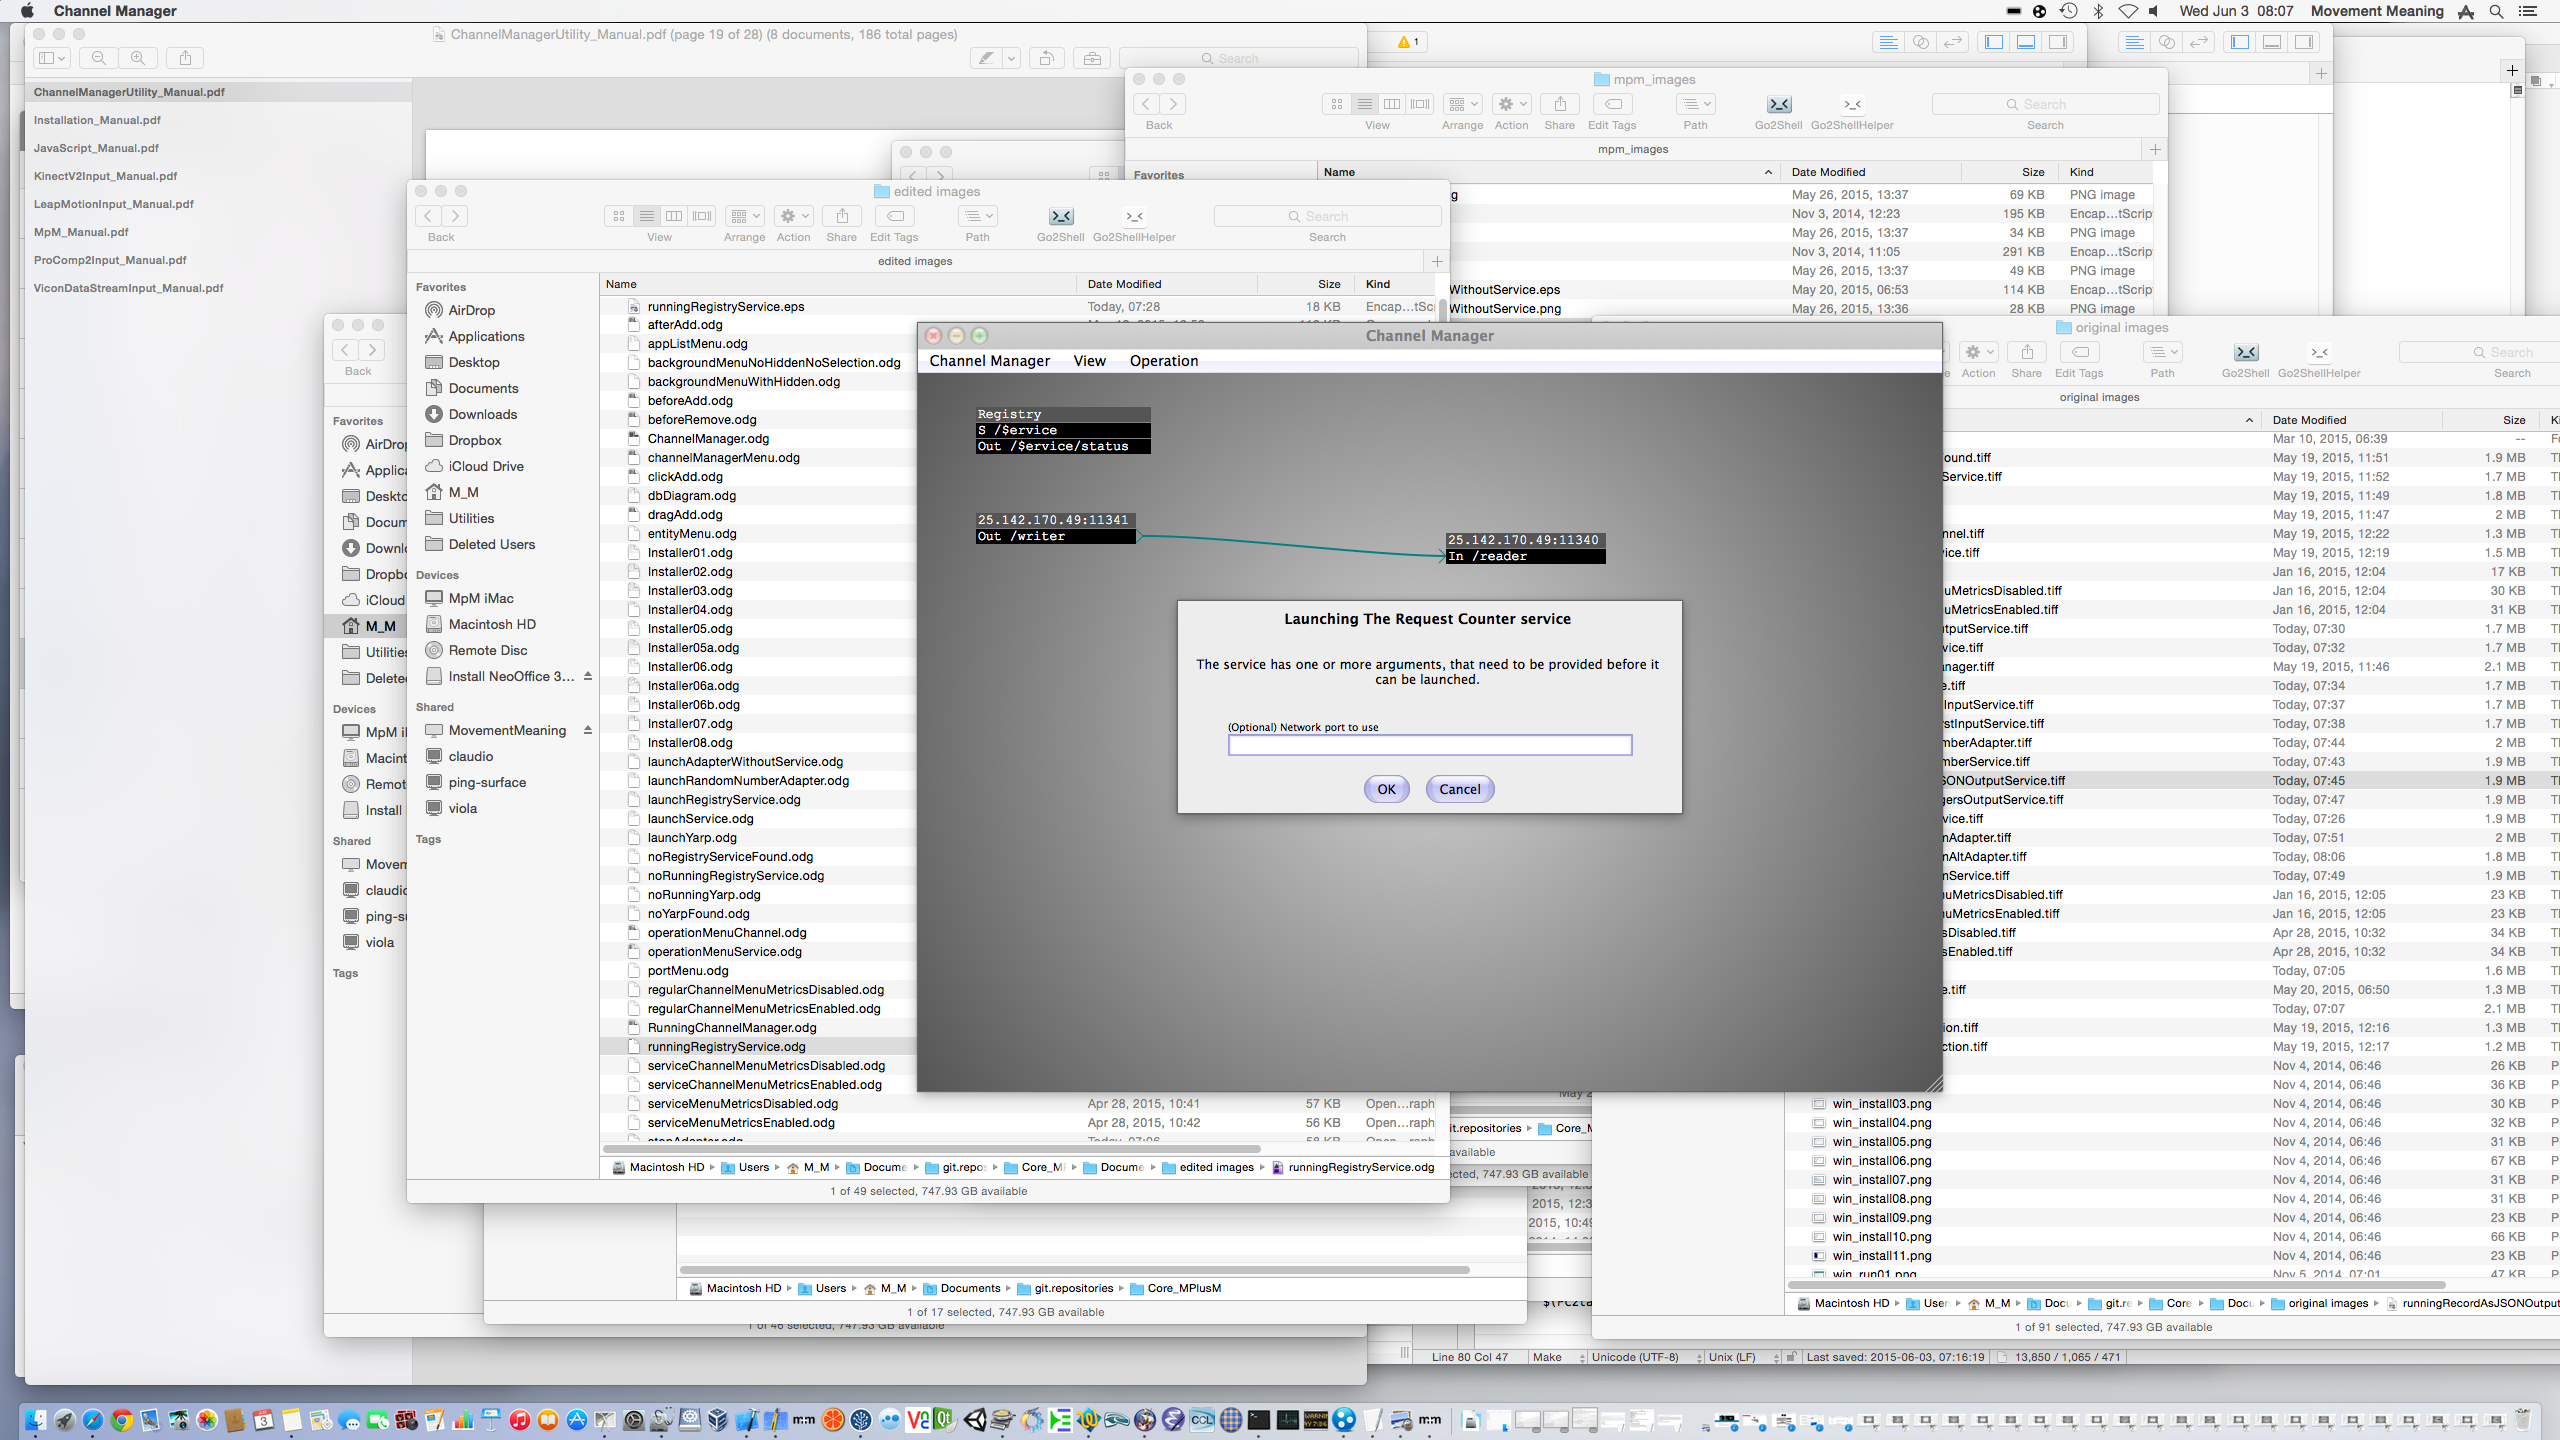 Channel Manager
Wed Jun 3 08:07
Movement Meaning
ChannelManagerUtility_Manual.pdf (page 19 of 28) (8 documents, 186 total pages)
Search
1
ChannelManagerUtility_Manual.pdf
Installation_Manual.pdf
JavaScript_Manual.pdf
KinectV2Input_Manual.pdf
LeapMotionInput_Manual.pdf
MpM_Manual.pdf
ProComp2Input_Manual.pdf
ViconDataStreamInput_Manual.pdf
mpm_images
Back
View
Arrange
Action
Share
Edit Tags
Path
Go2Shell
Go2ShellHelper
Search
Search
mpm_images
Favorites
Name
Date Modified
Size
Kind
May 26, 2015, 13:37 69 KB PNG image
Nov 3, 2014, 12:23 195 KB Encap...tScrip
May 26, 2015, 13:37 34 KB PNG image
Nov 3, 2014, 11:05 291 KB Encap...tScrip
May 26, 2015, 13:37 49 KB PNG image
WithoutService.eps May 20, 2015, 06:53 114 KB Encap...tScrip
WithoutService.png May 26, 2015, 13:36 28 KB PNG image
edited images
Back
View
Arrange
Action
Share
Edit Tags
Path
Go2Shell
Go2ShellHelper
Search
Search
edited images
Favorites
AirDrop
Applications
Desktop
Documents
Downloads
Dropbox
iCloud Drive
M_M
Utilities
Deleted Users
Devices
MpM iMac
Macintosh HD
Remote Disc
Install NeoOffice 3...
Shared
MovementMeaning
claudio
ping-surface
viola
Tags
Name
Date Modified
Size
Kind
runningRegistryService.eps Today, 07:28 18 KB Encap...tScri
afterAdd.odg
appListMenu.odg
backgroundMenuNoHiddenNoSelection.odg
backgroundMenuWithHidden.odg
beforeAdd.odg
beforeRemove.odg
ChannelManager.odg
channelManagerMenu.odg
clickAdd.odg
dbDiagram.odg
dragAdd.odg
entityMenu.odg
Installer01.odg
Installer02.odg
Installer03.odg
Installer04.odg
Installer05.odg
Installer05a.odg
Installer06.odg
Installer06a.odg
Installer06b.odg
Installer07.odg
Installer08.odg
launchAdapterWithoutService.odg
launchRandomNumberAdapter.odg
launchRegistryService.odg
launchService.odg
launchYarp.odg
noRegistryServiceFound.odg
noRunningRegistryService.odg
noRunningYarp.odg
noYarpFound.odg
operationMenuChannel.odg
operationMenuService.odg
portMenu.odg
regularChannelMenuMetricsDisabled.odg
regularChannelMenuMetricsEnabled.odg
RunningChannelManager.odg
runningRegistryService.odg
serviceChannelMenuMetricsDisabled.odg
serviceChannelMenuMetricsEnabled.odg
serviceMenuMetricsDisabled.odg Apr 28, 2015, 10:41 57 KB Open...raph
serviceMenuMetricsEnabled.odg Apr 28, 2015, 10:42 56 KB Open...raph
Macintosh HD Users M_M Docume git.repo Core_M Docume edited images runningRegistryService.odg
1 of 49 selected, 747.93 GB available
Back
Favorites
AirDro
Applic
Deskto
Docum
Downl
Dropb
iCloud
M_M
Utilitie
Delete
Devices
MpM i
Macint
Remot
Install
Shared
Movem
claudio
ping-su
viola
Tags
Channel Manager
Channel Manager View Operation
Registry
S /$ervice
Out /$ervice/status
25.142.170.49:11341
Out /writer
25.142.170.49:11340
In /reader
Launching The Request Counter service
The service has one or more arguments, that need to be provided before it
can be launched.
(Optional) Network port to use
OK
Cancel
original images
Action
Share
Edit Tags
Path
Go2Shell
Go2ShellHelper
Search
Search
original images
Date Modified
Size
Mar 10, 2015, 06:39 --
ound.tiff May 19, 2015, 11:51 1.9 MB
Service.tiff May 19, 2015, 11:52 1.7 MB
May 19, 2015, 11:49 1.8 MB
May 19, 2015, 11:47 2 MB
nnel.tiff May 19, 2015, 12:22 1.3 MB
ice.tiff May 19, 2015, 12:19 1.5 MB
Jan 16, 2015, 12:04 17 KB
uMetricsDisabled.tiff Jan 16, 2015, 12:04 30 KB
uMetricsEnabled.tiff Jan 16, 2015, 12:04 31 KB
tputService.tiff Today, 07:30 1.7 MB
vice.tiff Today, 07:32 1.7 MB
nager.tiff May 19, 2015, 11:46 2.1 MB
e.tiff Today, 07:34 1.7 MB
InputService.tiff Today, 07:37 1.7 MB
rstInputService.tiff Today, 07:38 1.7 MB
mberAdapter.tiff Today, 07:44 2 MB
mberService.tiff Today, 07:43 1.9 MB
SONOutputService.tiff Today, 07:45 1.9 MB
gersOutputService.tiff Today, 07:47 1.9 MB
vice.tiff Today, 07:26 1.9 MB
nAdapter.tiff Today, 07:51 2 MB
nAltAdapter.tiff Today, 08:06 1.8 MB
nService.tiff Today, 07:49 1.9 MB
uMetricsDisabled.tiff Jan 16, 2015, 12:05 23 KB
uMetricsEnabled.tiff Jan 16, 2015, 12:05 23 KB
sDisabled.tiff Apr 28, 2015, 10:32 34 KB
sEnabled.tiff Apr 28, 2015, 10:32 34 KB
Today, 07:05 1.6 MB
e.tiff May 20, 2015, 06:50 1.3 MB
Today, 07:07 2.1 MB
ion.tiff May 19, 2015, 12:16 1.3 MB
ction.tiff May 19, 2015, 12:17 1.2 MB
Nov 4, 2014, 06:46 26 KB
Nov 4, 2014, 06:46 36 KB
win_install03.png Nov 4, 2014, 06:46 30 KB
win_install04.png Nov 4, 2014, 06:46 32 KB
win_install05.png Nov 4, 2014, 06:46 31 KB
win_install06.png Nov 4, 2014, 06:46 67 KB
win_install07.png Nov 4, 2014, 06:46 31 KB
win_install08.png Nov 4, 2014, 06:46 31 KB
win_install09.png Nov 4, 2014, 06:46 23 KB
win_install10.png Nov 4, 2014, 06:46 66 KB
win_install11.png Nov 4, 2014, 06:46 23 KB
win_run01.png Nov 5, 2014, 07:01 47 KB
Macintosh HD User M_M Docu git.re Core Docu original images runningRecordAsJSONOutput
1 of 91 selected, 747.93 GB available
it.repositories Core_M
available
cted, 747.93 GB available
2015, 12:3
2015, 10:49
Macintosh HD Users M_M Documents git.repositories Core_MPlusM
1 of 17 selected, 747.93 GB available
1 of 46 selected, 747.93 GB available
Line 80 Col 47 Make Unicode (UTF-8) Unix (LF) Last saved: 2015-06-03, 07:16:19 13,850 / 1,065 / 471